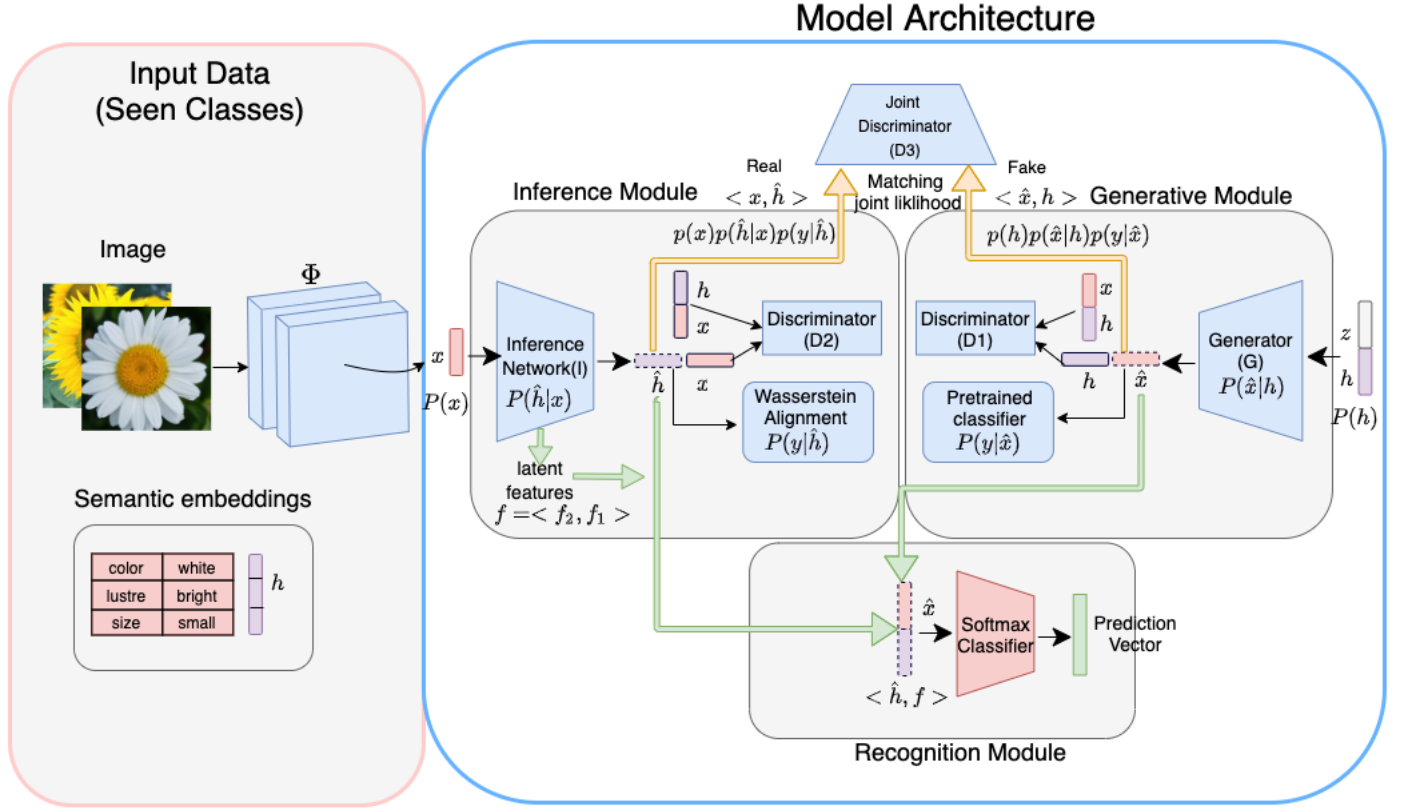 Model Architecture
Input Data
(Seen Classes)
Image
Φ
x
P(x)
Semantic embeddings
color white
lustre bright
size small
h
Joint
Discriminator
(D3)
Real
< x, ĥ >
Matching
joint liklihood
Fake
< x̂, h >
Inference Module
p(x)p(ĥ|x)p(y|ĥ)
Inference
Network(I)
P(ĥ|x)
h
x
Discriminator
(D2)
ĥ
x
Wasserstein
Alignment
P(y|ĥ)
latent
features
f =< f₂, f₁ >
Generative Module
p(h)p(x̂|h)p(y|x̂)
x
h
Discriminator
(D1)
h
x̂
Pretrained
classifier
P(y|x̂)
Generator
(G)
P(x̂|h)
z
h
P(h)
x̂
< ĥ, f >
Softmax
Classifier
Prediction
Vector
Recognition Module